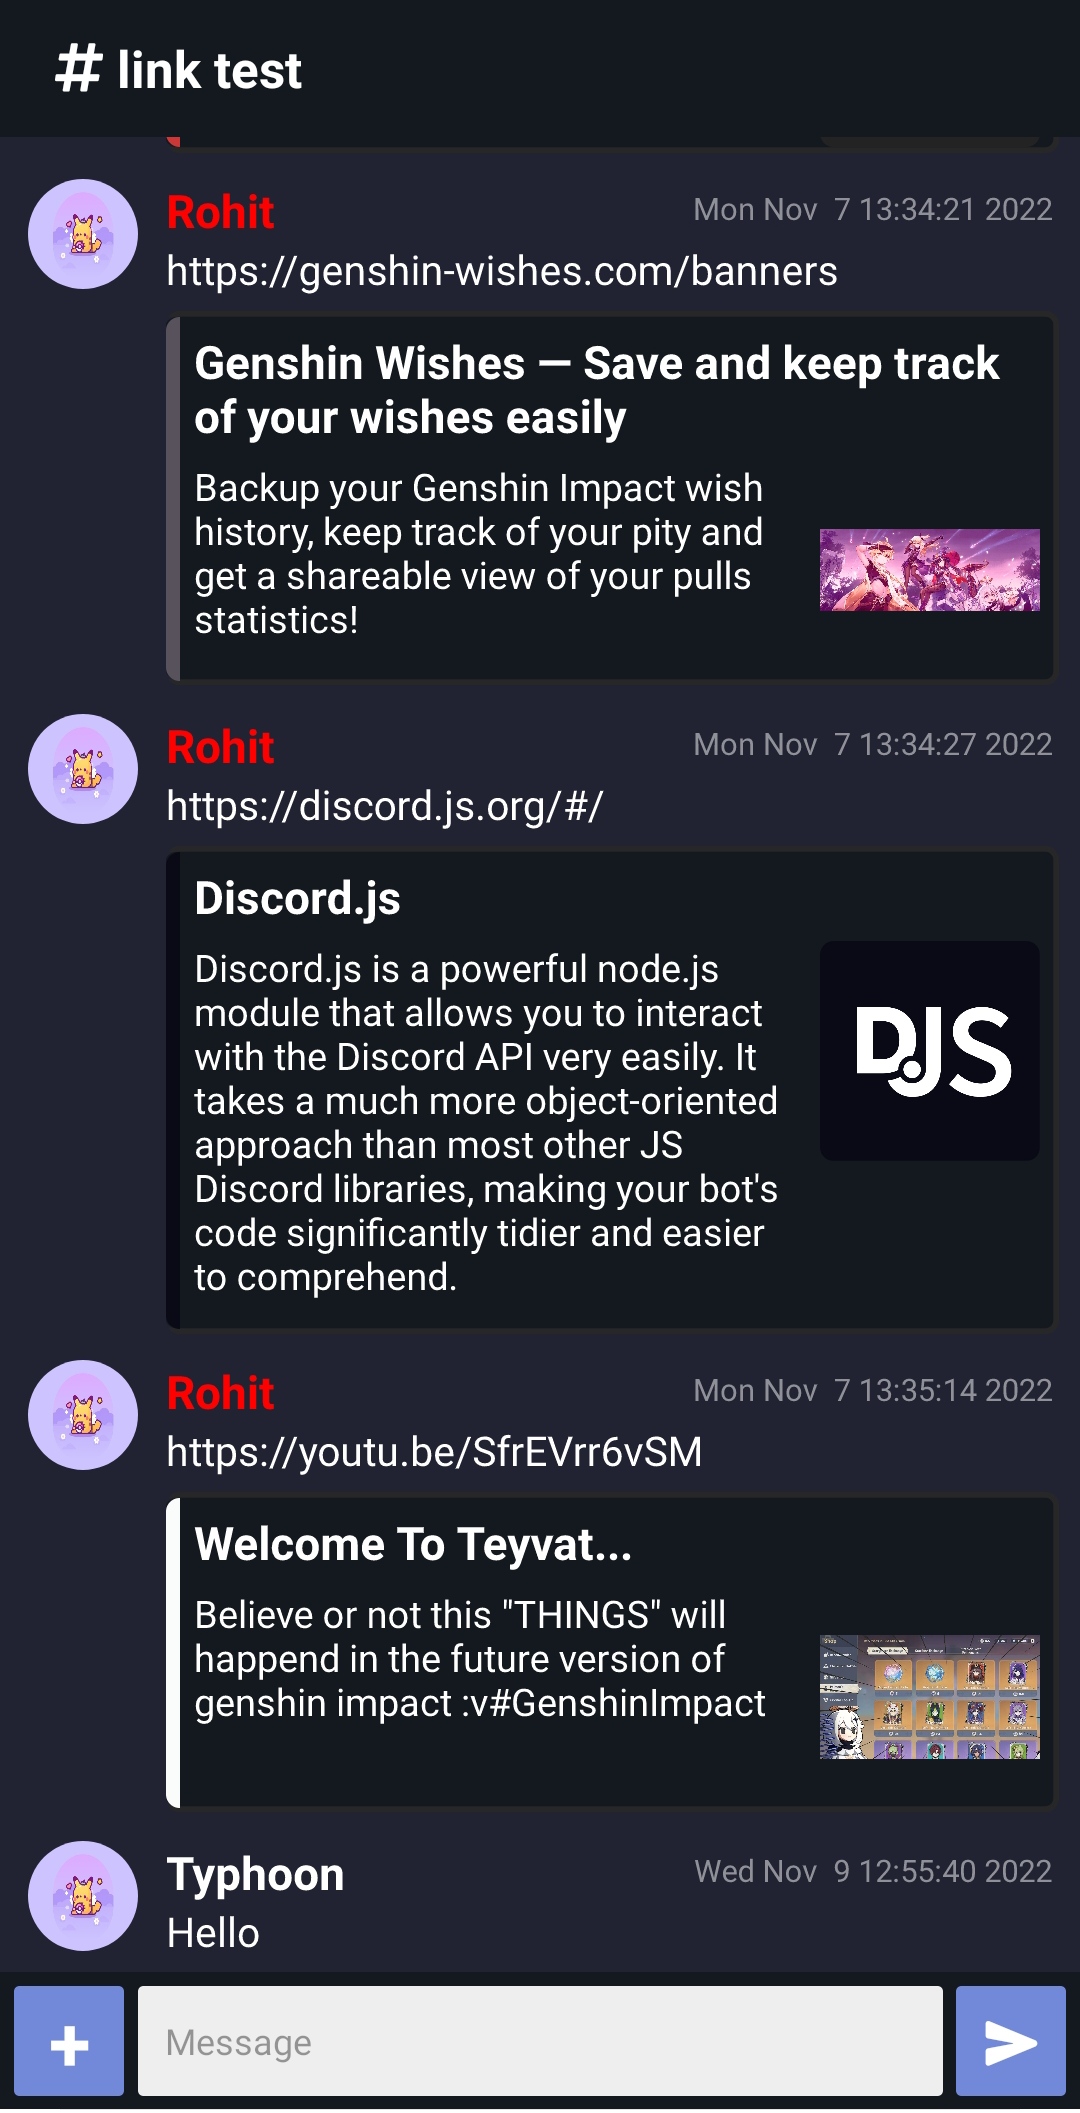 # link test
Rohit
Mon Nov  7 13:34:21 2022
https://genshin-wishes.com/banners
Genshin Wishes — Save and keep track
of your wishes easily
Backup your Genshin Impact wish
history, keep track of your pity and
get a shareable view of your pulls
statistics!
Rohit
Mon Nov  7 13:34:27 2022
https://discord.js.org/#/
Discord.js
Discord.js is a powerful node.js
module that allows you to interact
with the Discord API very easily. It
takes a much more object-oriented
approach than most other JS
Discord libraries, making your bot's
code significantly tidier and easier
to comprehend.
DJS
Rohit
Mon Nov  7 13:35:14 2022
https://youtu.be/SfrEVrr6vSM
Welcome To Teyvat...
Believe or not this "THINGS" will
happend in the future version of
genshin impact :v#GenshinImpact
Typhoon
Wed Nov  9 12:55:40 2022
Hello
Message